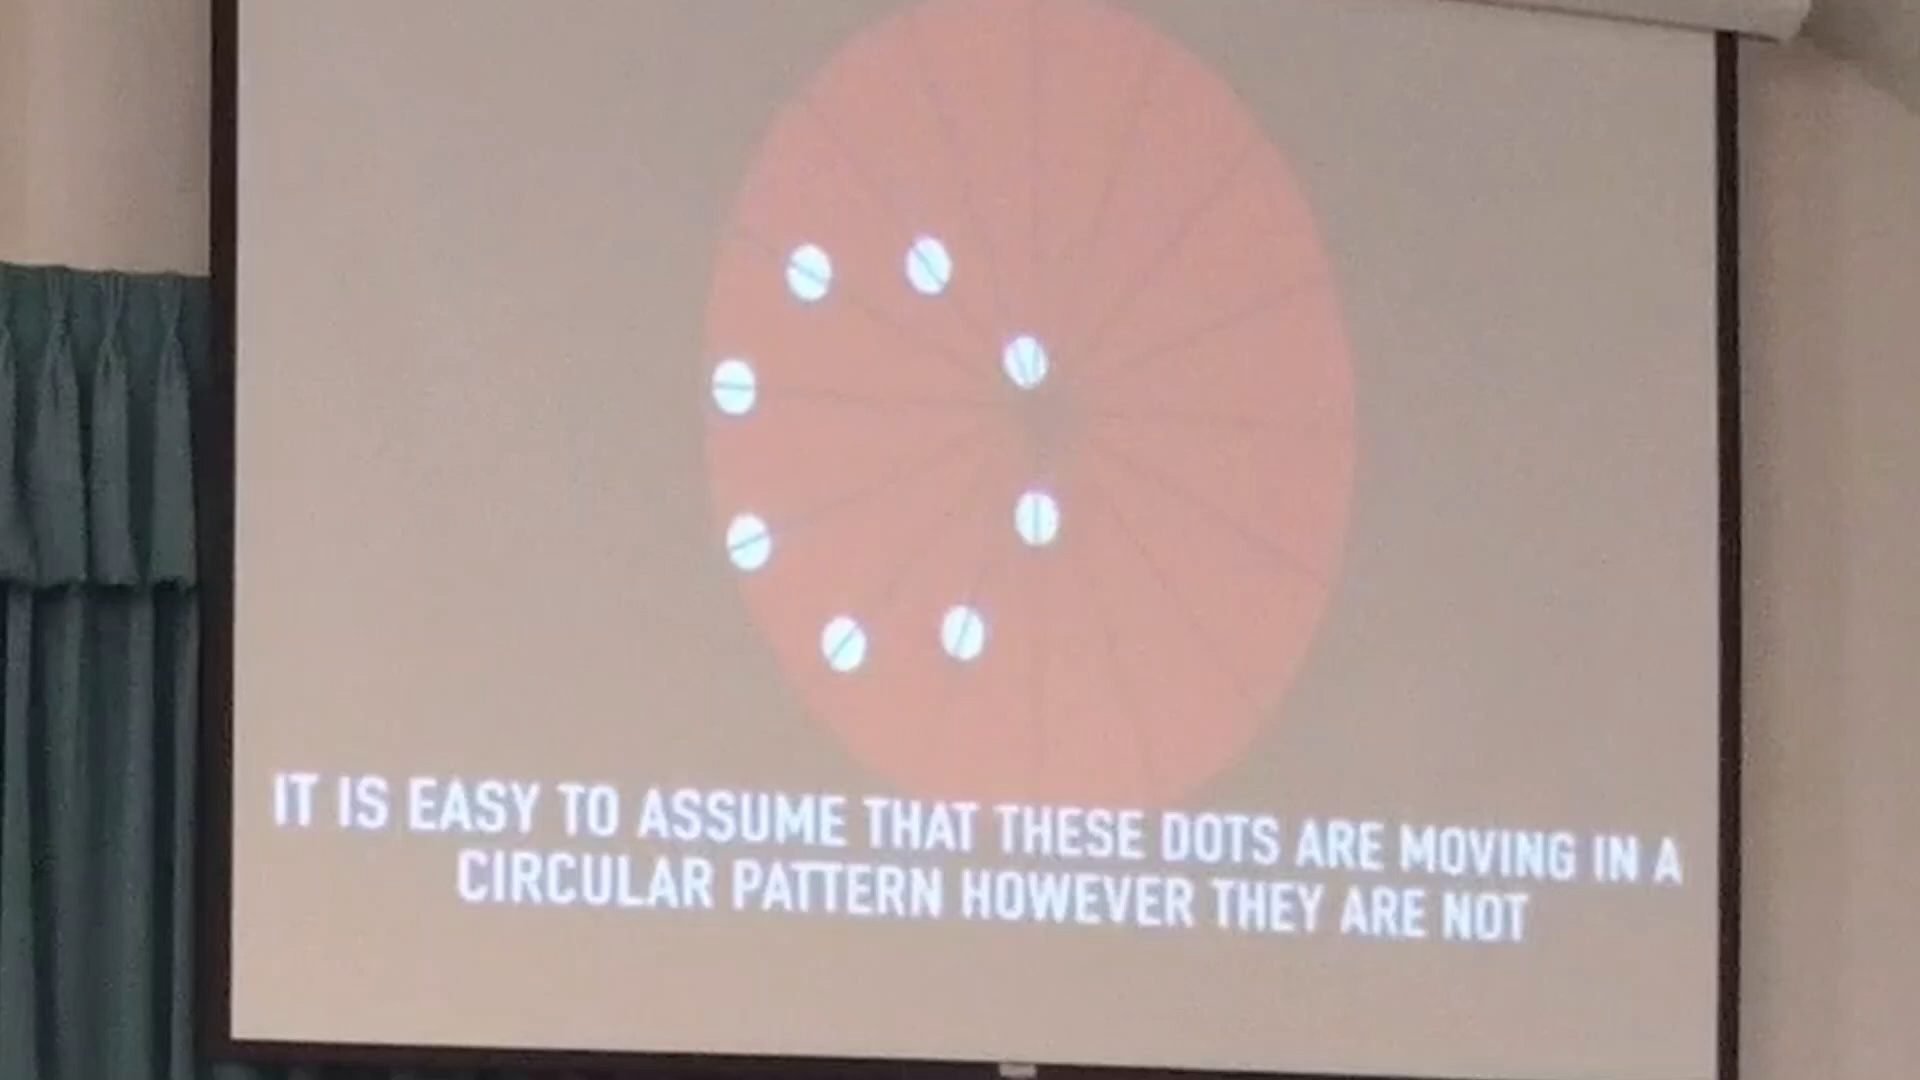 IT IS EASY TO ASSUME THAT THESE DOTS ARE MOVING IN A
CIRCULAR PATTERN HOWEVER THEY ARE NOT